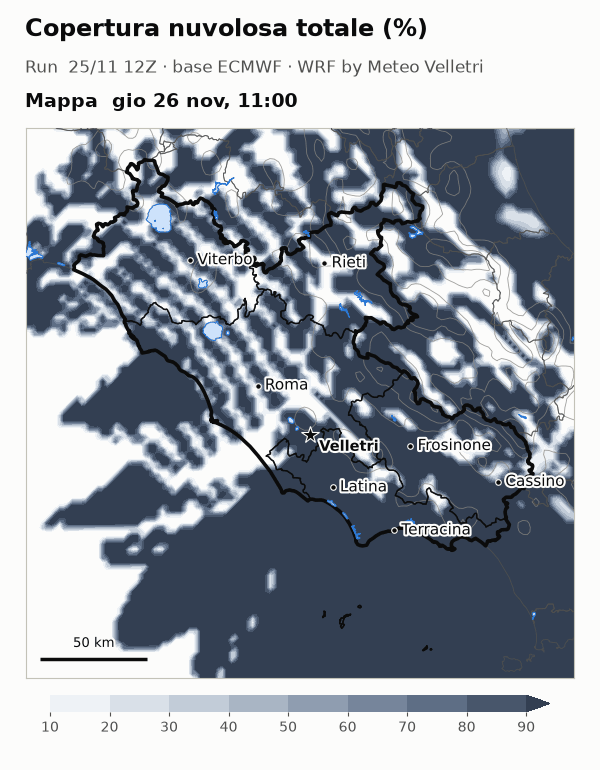 Copertura nuvolosa totale (%)
Run  25/11 12Z · base ECMWF · WRF by Meteo Velletri
Mappa  gio 26 nov, 11:00
Viterbo
Rieti
Roma
Velletri
Frosinone
Cassino
Latina
Terracina
50 km
10 20 30 40 50 60 70 80 90